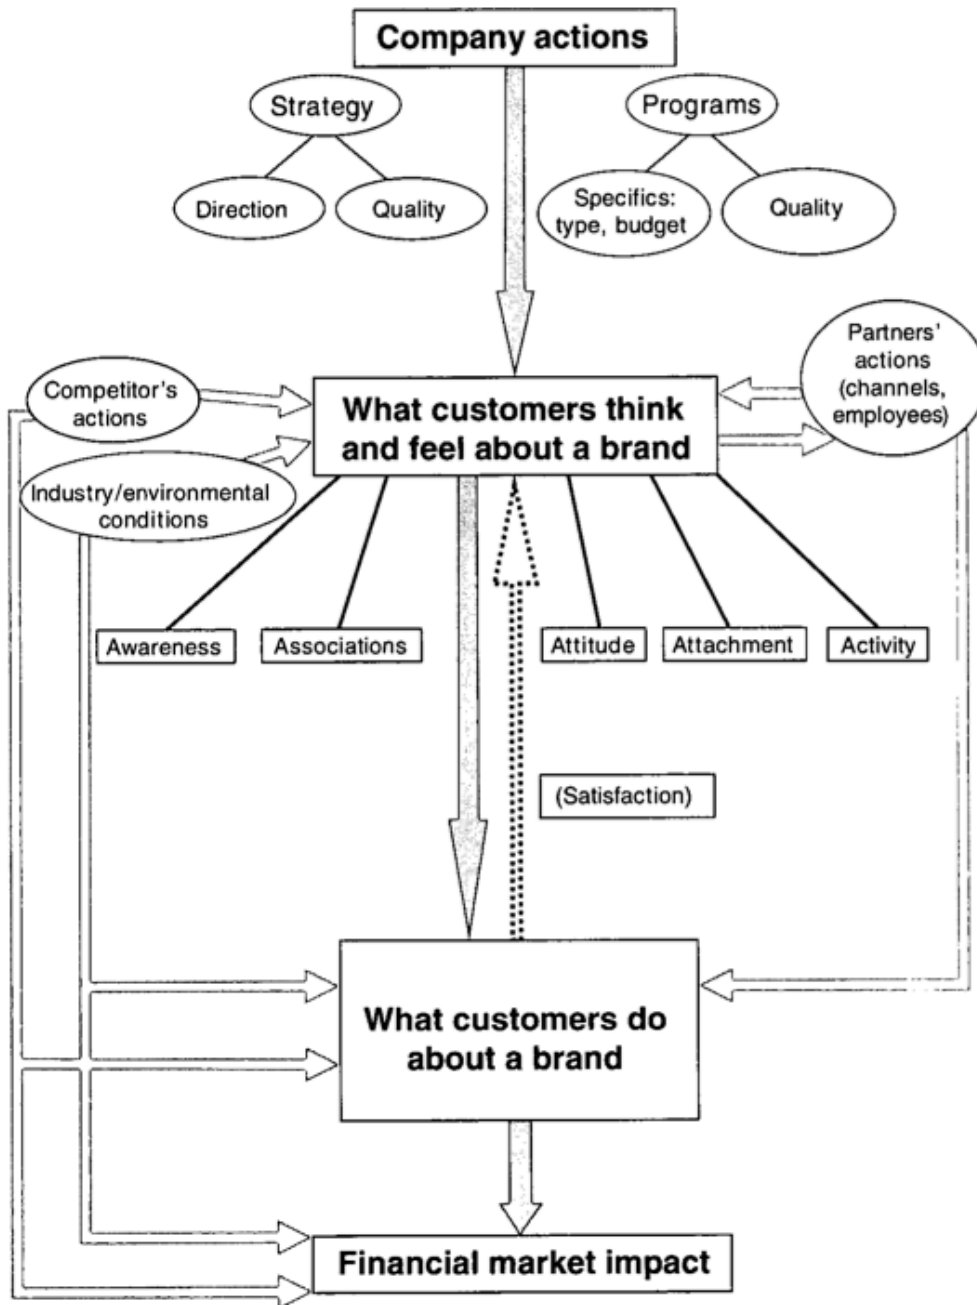 Company actions
Strategy
Programs
Direction
Quality
Specifics:
type, budget
Quality
Partners'
actions
(channels,
employees)
Competitor's
actions
What customers think
and feel about a brand
Industry/environmental
conditions
Awareness
Associations
Attitude
Attachment
Activity
(Satisfaction)
What customers do
about a brand
Financial market impact